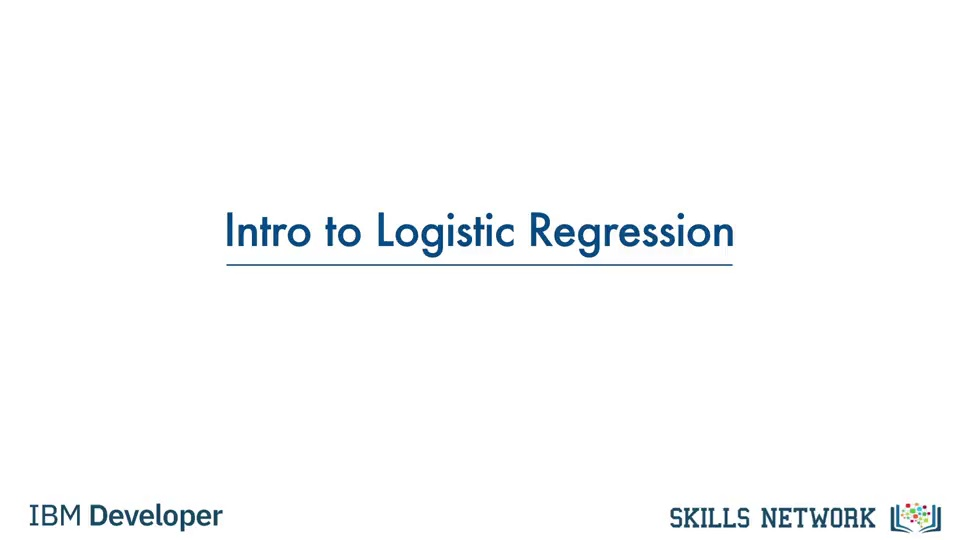 Intro to Logistic Regression
IBM Developer
SKILLS NETWORK